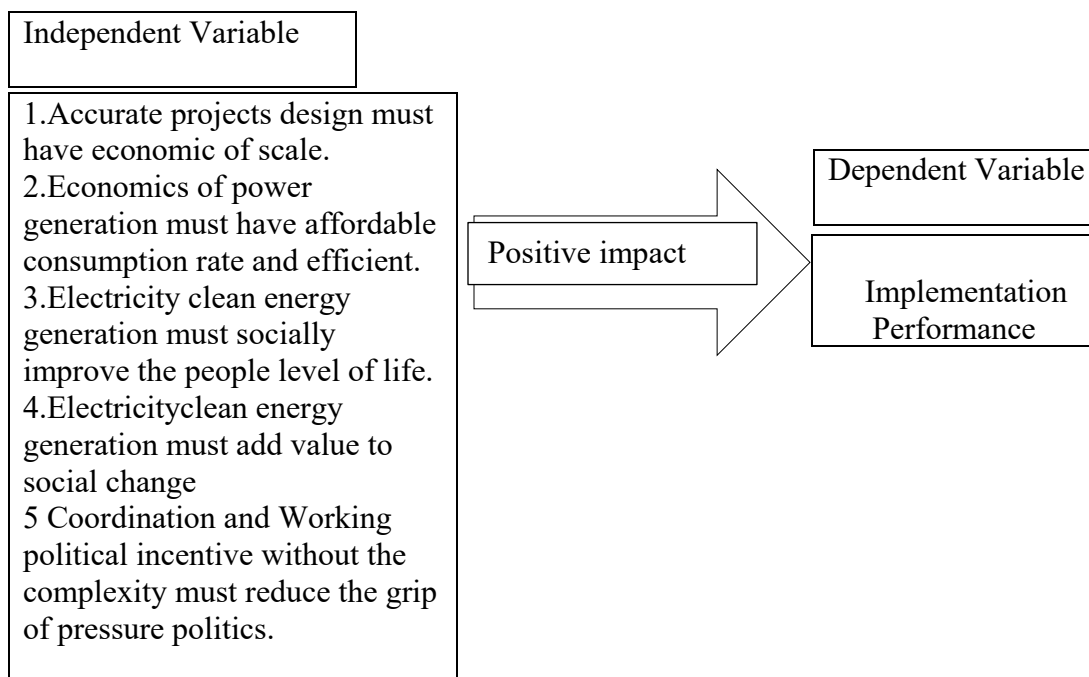 Independent Variable
1.Accurate projects design must
have economic of scale.
2.Economics of power
generation must have affordable
consumption rate and efficient.
3.Electricity clean energy
generation must socially
improve the people level of life.
4.Electricityclean energy
generation must add value to
social change
5 Coordination and Working
political incentive without the
complexity must reduce the grip
of pressure politics.
Positive impact
Dependent Variable
Implementation
Performance